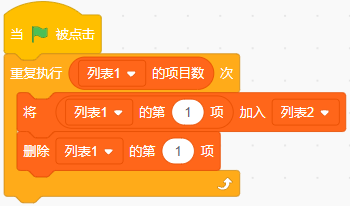 当 被点击
重复执行 列表1 的项目数 次
将 列表1 的第 1 项 加入 列表2
删除 列表1 的第 1 项